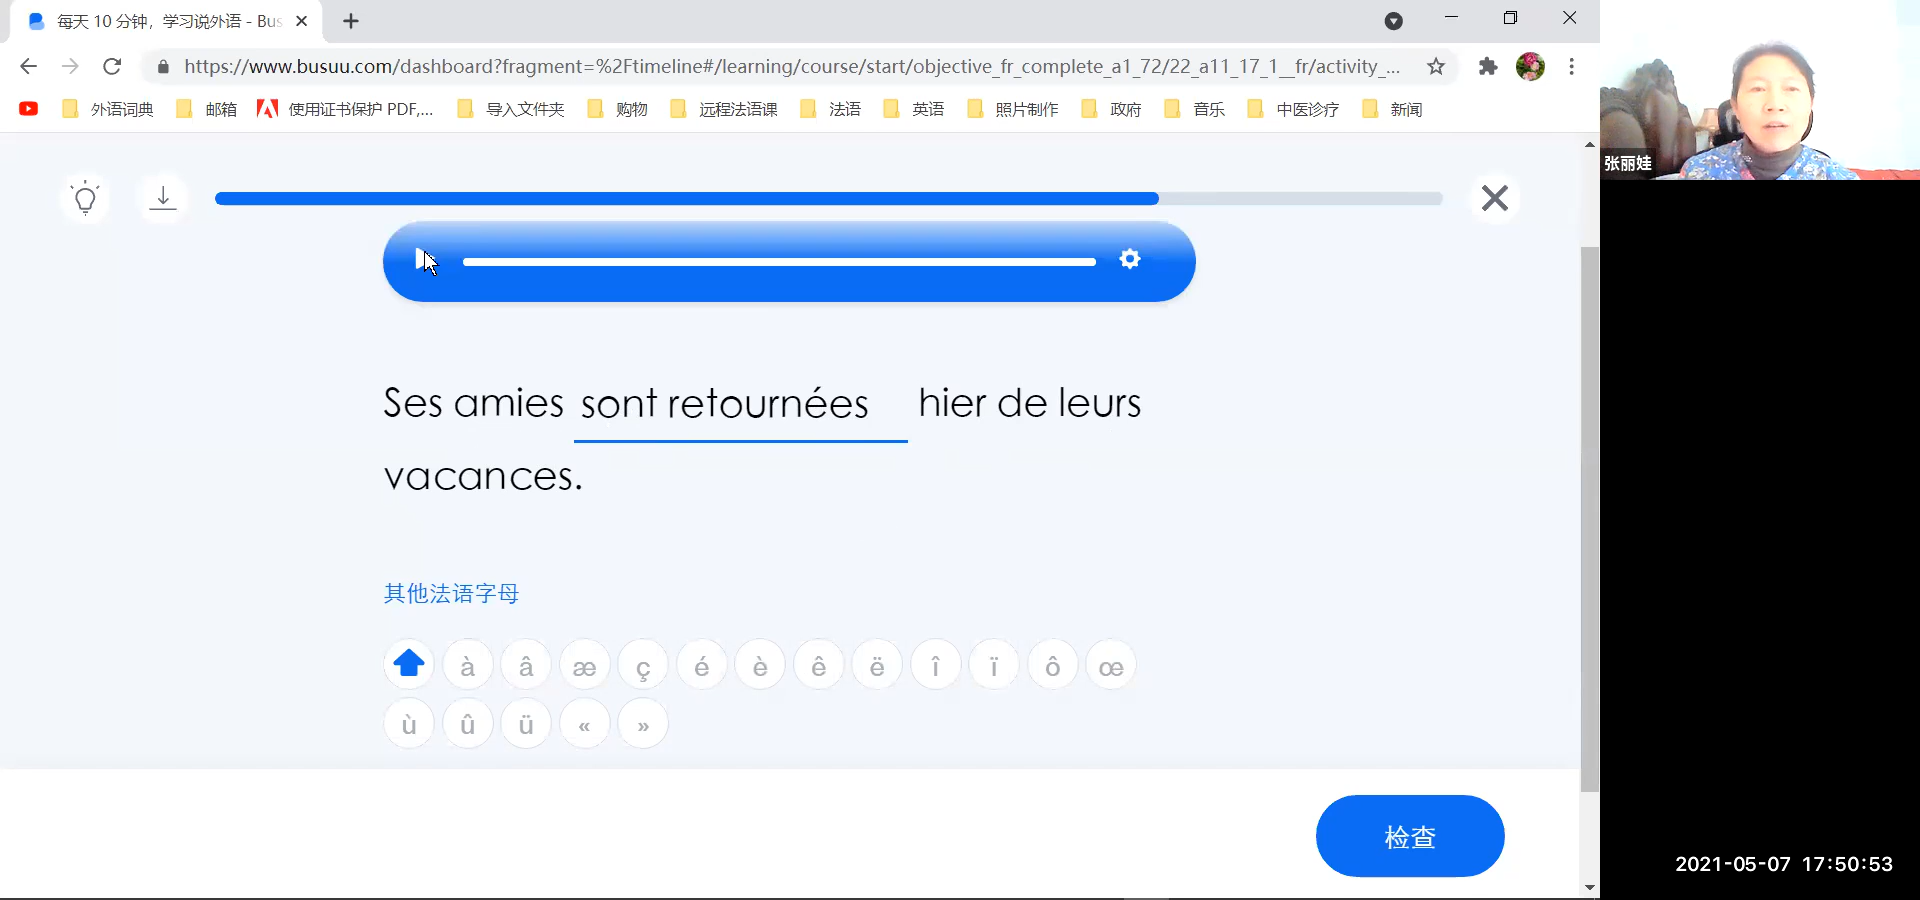 每天 10 分钟，学习说外语 - Bus
https://www.busuu.com/dashboard?fragment=%2Ftimeline#/learning/course/start/objective_fr_complete_a1_72/22_a11_17_1__fr/activity_...
外语词典 邮箱 使用证书保护 PDF,... 导入文件夹 购物 远程法语课 法语 英语 照片制作 政府 音乐 中医诊疗 新闻
张丽娃
Ses amies sont retournées hier de leurs
vacances.
其他法语字母
à â æ ç é è ê ë î ï ô œ
ù û ü « »
检查
2021-05-07 17:50:53